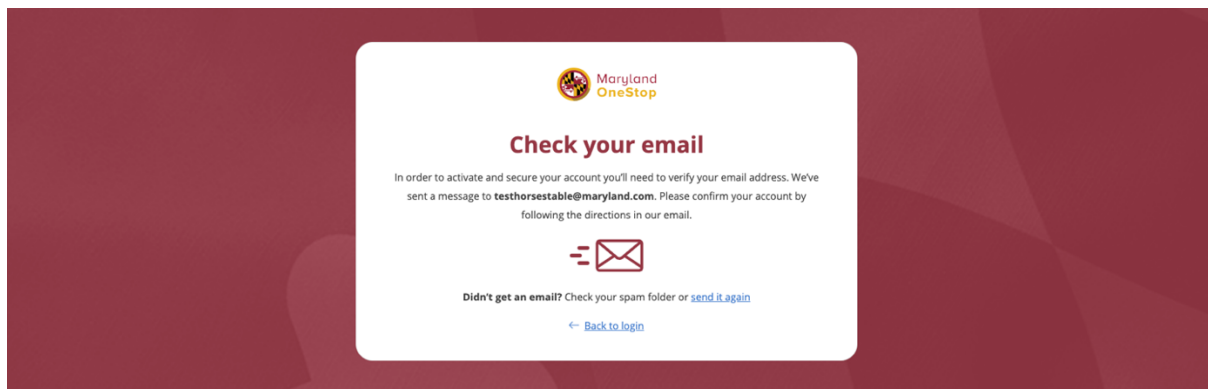 Maryland
OneStop
Check your email
In order to activate and secure your account you'll need to verify your email address. We've
sent a message to testhorsestable@maryland.com. Please confirm your account by
following the directions in our email.
Didn't get an email? Check your spam folder or send it again
← Back to login